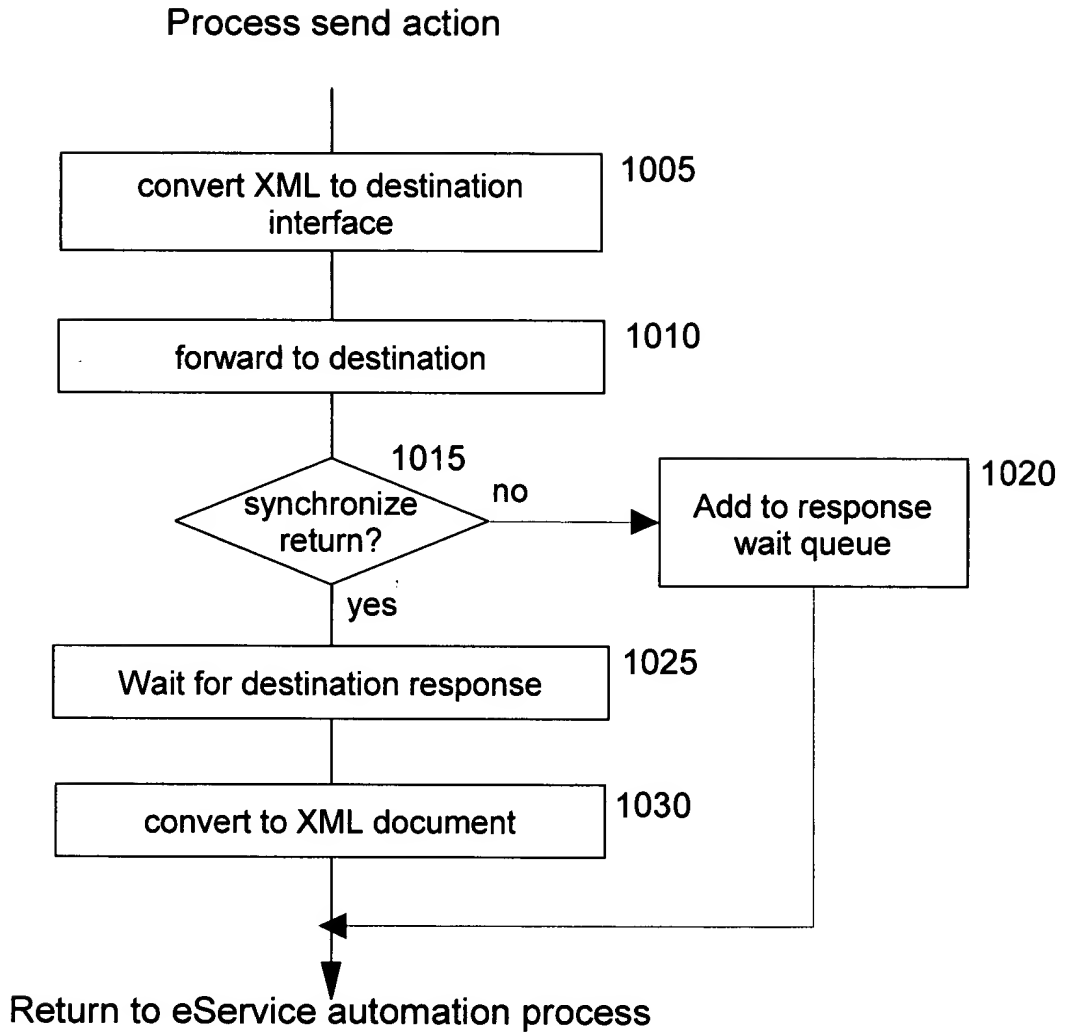 Process send action
convert XML to destination
interface
1005
forward to destination
1010
1015
synchronize
return?
no
Add to response
wait queue
1020
yes
Wait for destination response
1025
convert to XML document
1030
Return to eService automation process